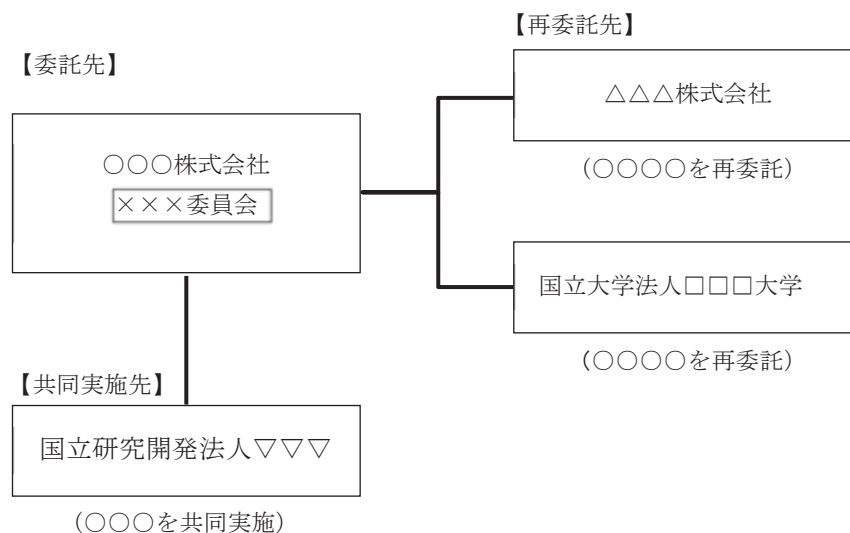 【委託先】
○○○株式会社
×××委員会
【再委託先】
△△△株式会社
（○○○○を再委託）
国立大学法人□□□大学
（○○○○を再委託）
【共同実施先】
国立研究開発法人▽▽▽
（○○○を共同実施）